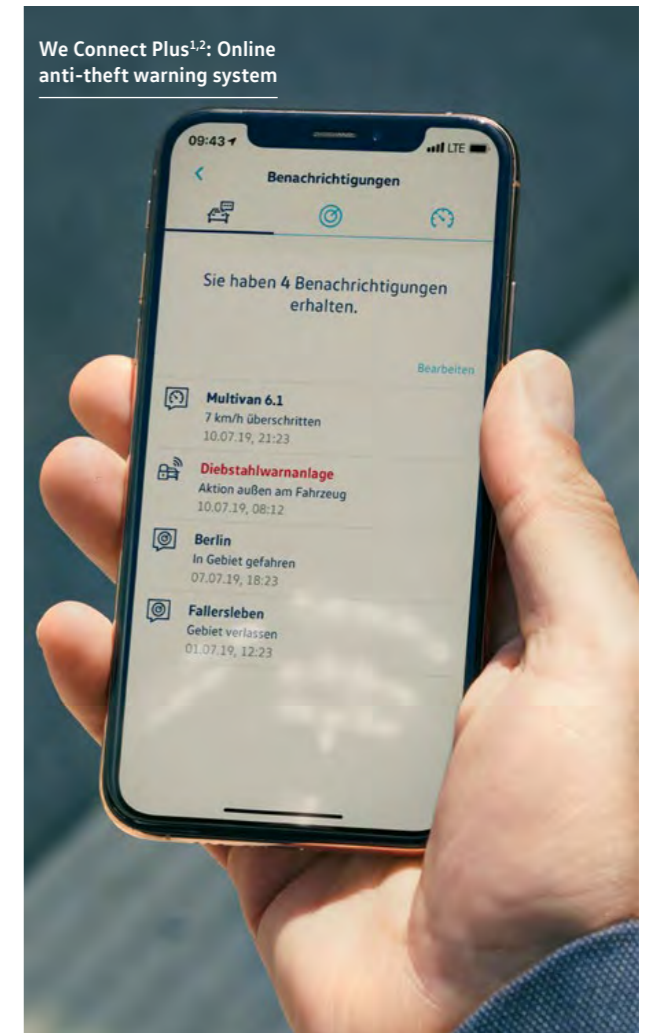 We Connect Plus1,2: Online
anti-theft warning system
09:43
LTE
Benachrichtigungen
Sie haben 4 Benachrichtigungen
erhalten.
Bearbeiten
Multivan 6.1
7 km/h überschritten
10.07.19, 21:23
Diebstahlwarnanlage
Aktion außen am Fahrzeug
10.07.19, 08:12
Berlin
In Gebiet gefahren
07.07.19, 18:23
Fallersleben
Gebiet verlassen
01.07.19, 12:23